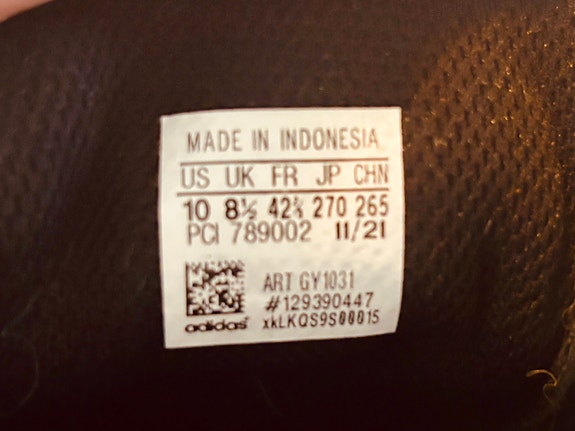 MADE IN INDONESIA
US UK FR JP CHN
10 8½ 42⅔ 270 265
PCI 789002 11/21
ART GY1031
#129390447
xkLKQS9S00015
adidas